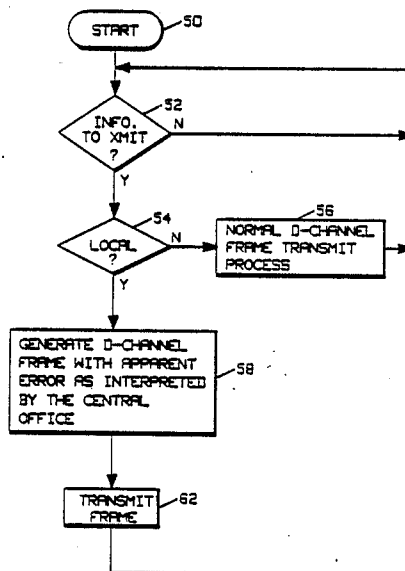 START
50
52
INFO.
TO XMIT
?
N
Y
54
LOCAL
?
N
Y
56
NORMAL D-CHANNEL
FRAME TRANSMIT
PROCESS
GENERATE D-CHANNEL
FRAME WITH APPARENT
ERROR AS INTERPRETED
BY THE CENTRAL
OFFICE
58
TRANSMIT
FRAME
62